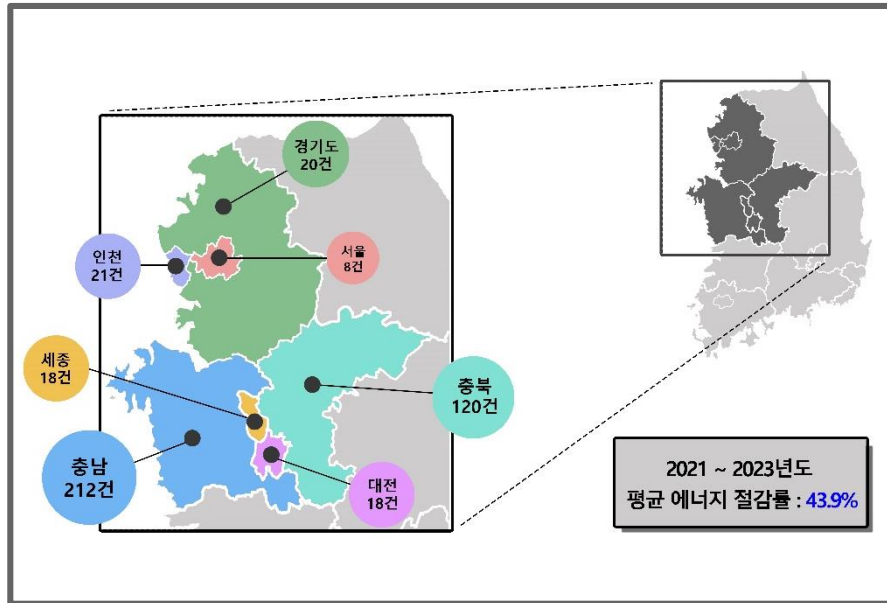 경기도
20건
서울
8건
인천
21건
세종
18건
충북
120건
충남
212건
대전
18건
2021 ~ 2023년도
평균 에너지 절감률 : 43.9%